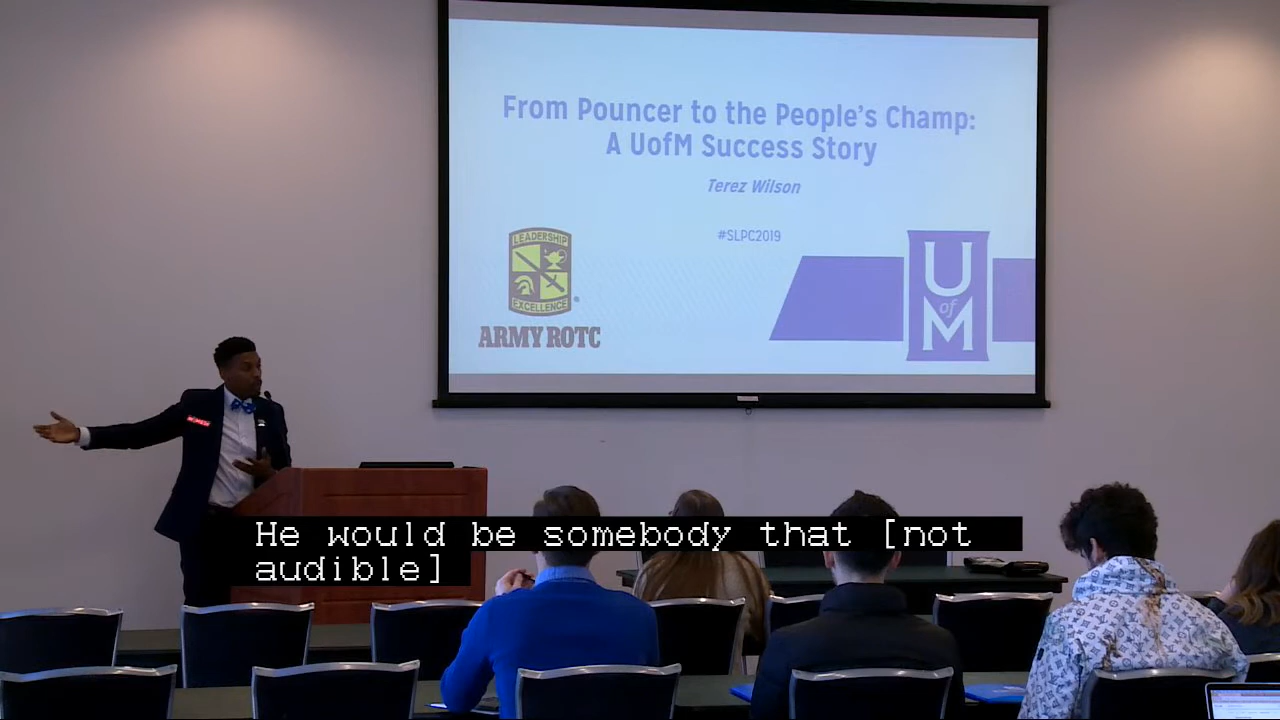 From Pouncer to the People's Champ:
A UofM Success Story
Terez Wilson
#SLPC2019
LEADERSHIP
EXCELLENCE
ARMY ROTC
U
of
M
He would be somebody that [not
audible]